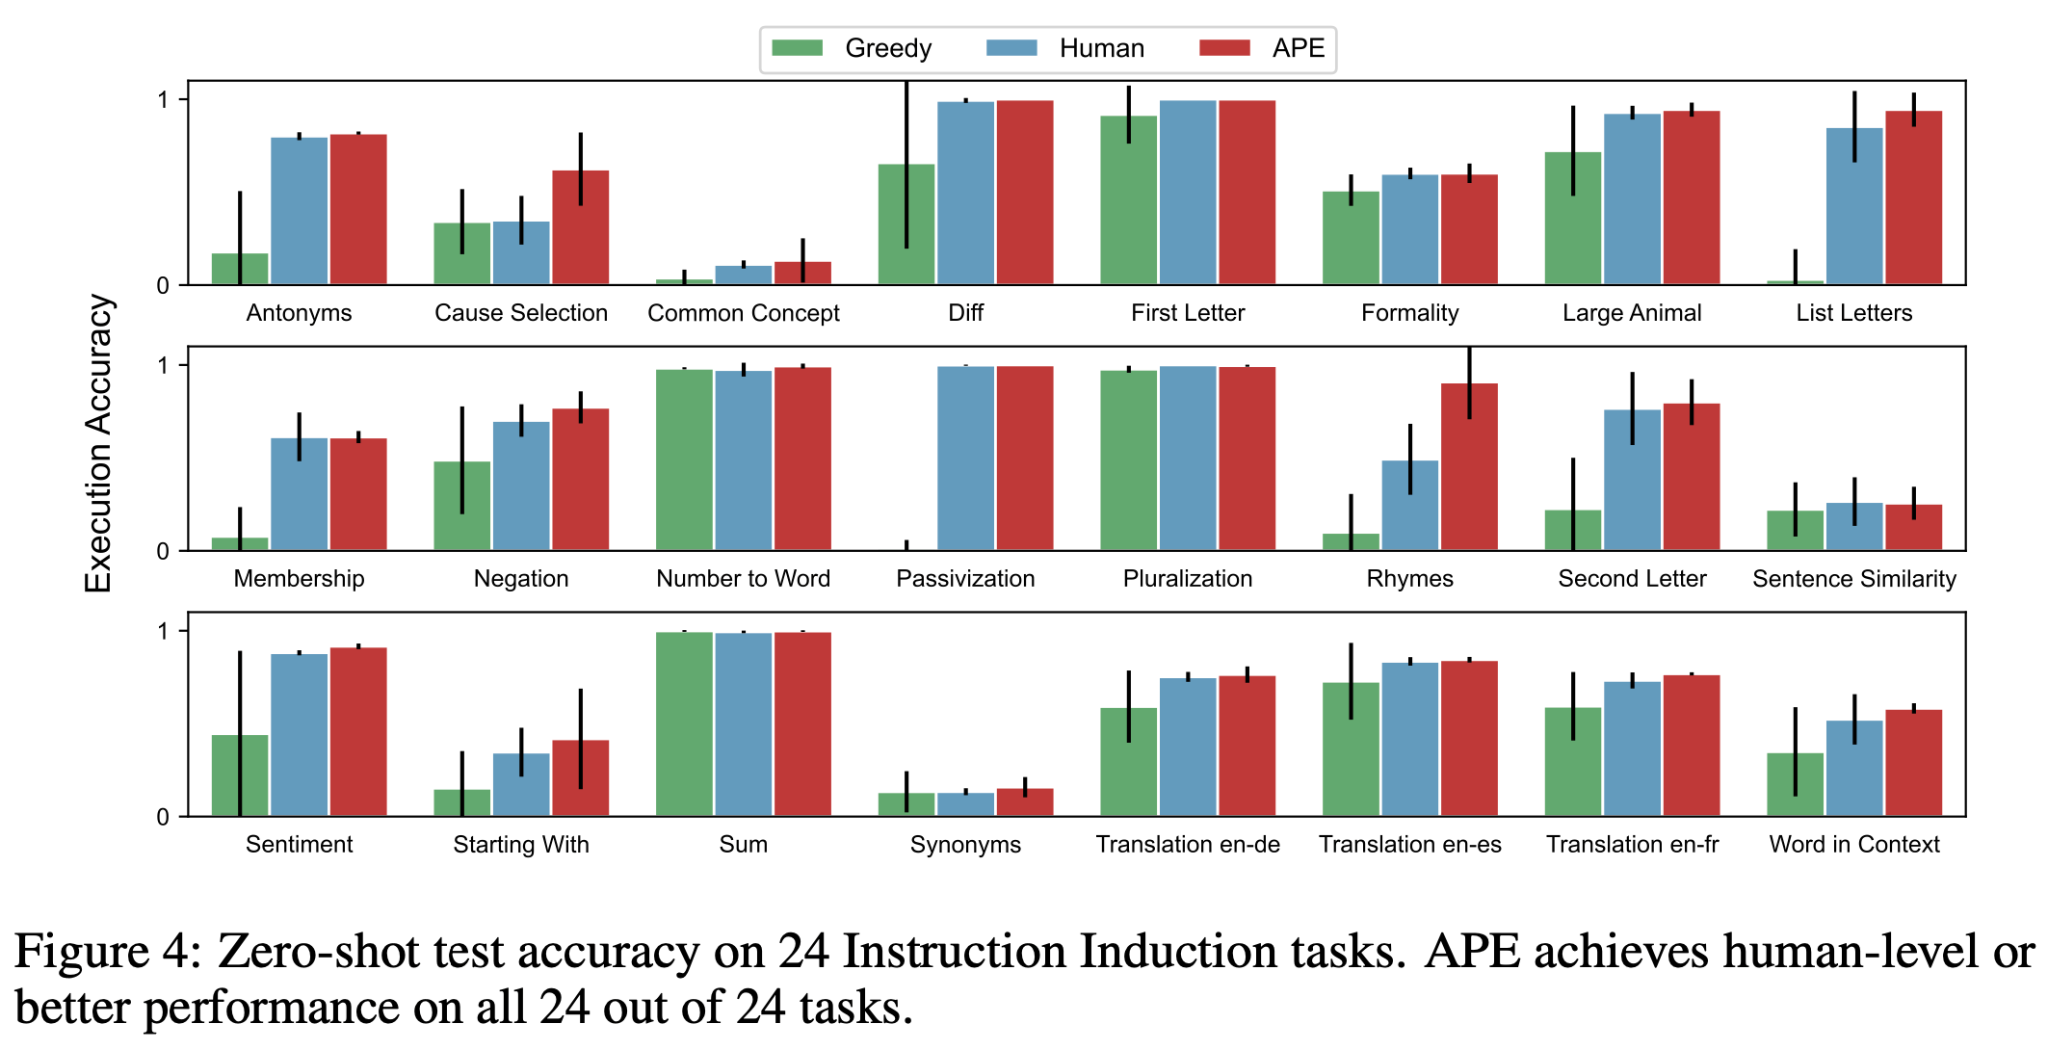 Greedy Human APE
1
0
Antonyms Cause Selection Common Concept Diff First Letter Formality Large Animal List Letters
Execution Accuracy
1
0
Membership Negation Number to Word Passivization Pluralization Rhymes Second Letter Sentence Similarity
1
0
Sentiment Starting With Sum Synonyms Translation en-de Translation en-es Translation en-fr Word in Context
Figure 4: Zero-shot test accuracy on 24 Instruction Induction tasks. APE achieves human-level or
better performance on all 24 out of 24 tasks.